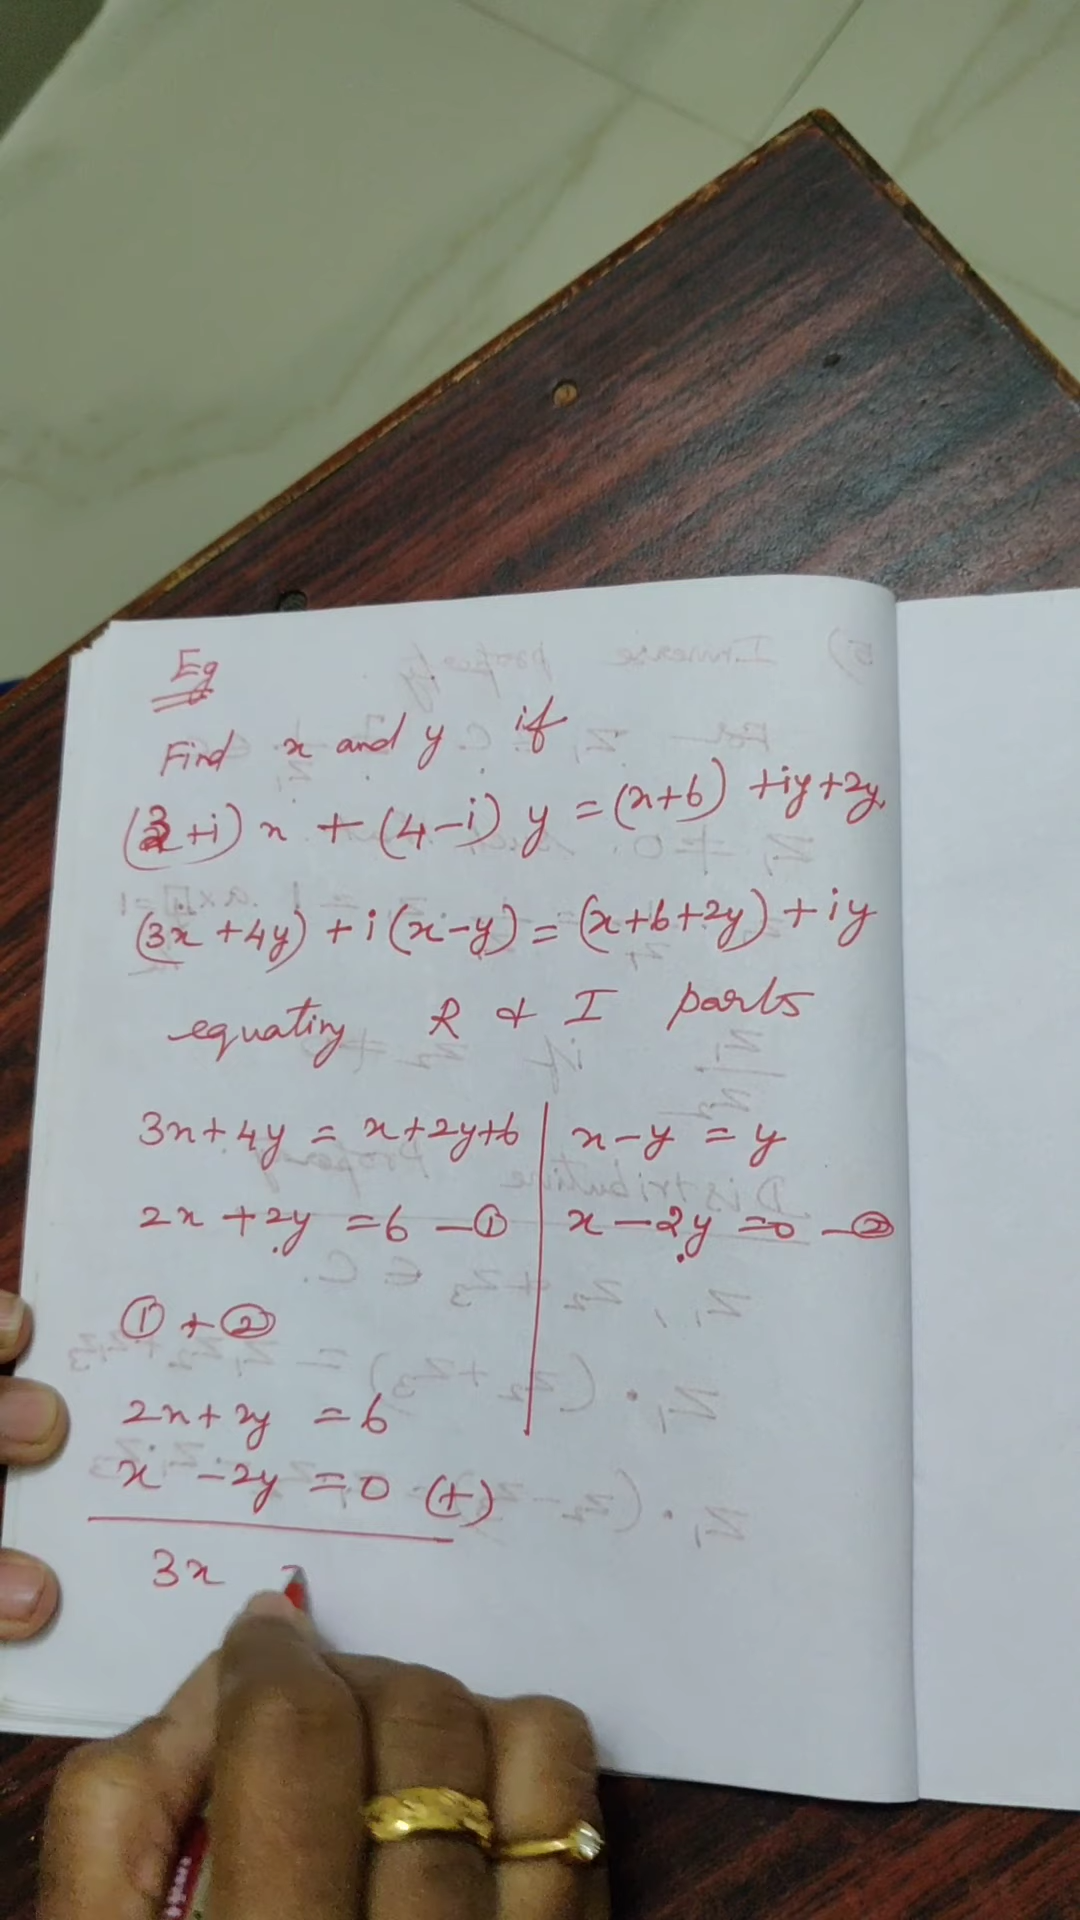 Eg
Find x and y if
(3+i) x + (4-i) y = (x+6) + iy + 2y
(3x + 4y) + i (x-y) = (x+6+2y) + iy
equating R & I parts
3x + 4y = x+2y+6 | x-y = y
2x + 2y = 6 - ① | x - 2y = 0 - ②
① + ②
2x + 2y = 6
x - 2y = 0 (+)
3x